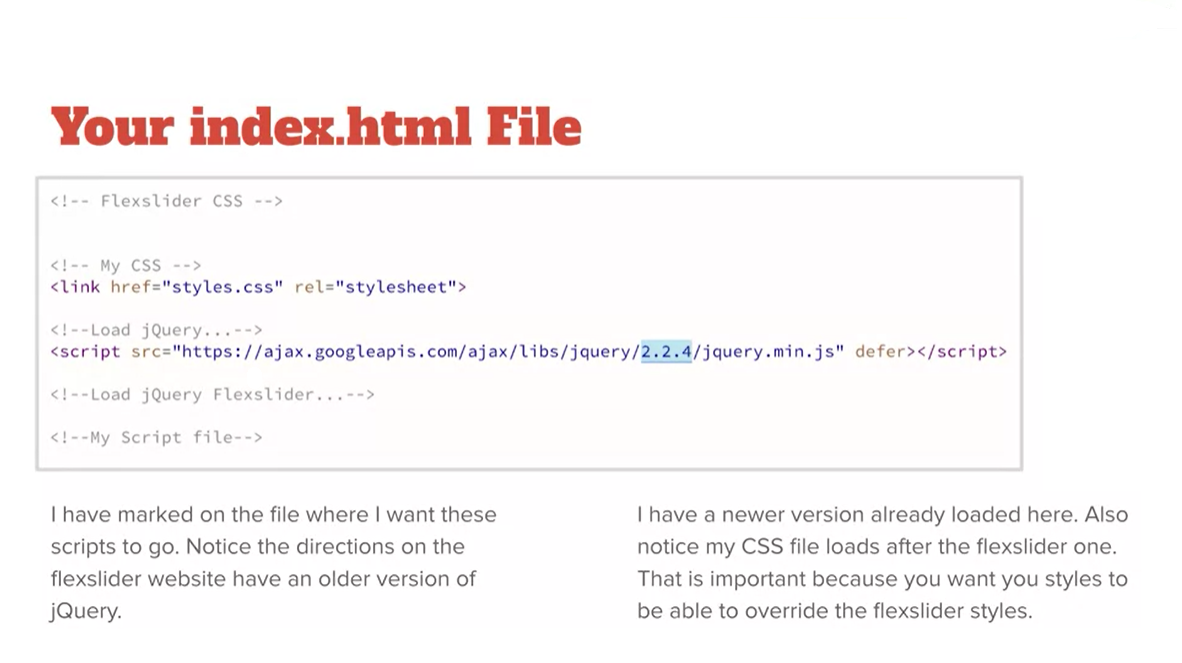 Your index.html File
<!-- Flexslider CSS -->
<!-- My CSS -->
<link href="styles.css" rel="stylesheet">
<!--Load jQuery...-->
<script src="https://ajax.googleapis.com/ajax/libs/jquery/2.2.4/jquery.min.js" defer></script>
<!--Load jQuery Flexslider...-->
<!--My Script file-->
I have marked on the file where I want these
scripts to go. Notice the directions on the
flexslider website have an older version of
jQuery.
I have a newer version already loaded here. Also
notice my CSS file loads after the flexslider one.
That is important because you want you styles to
be able to override the flexslider styles.